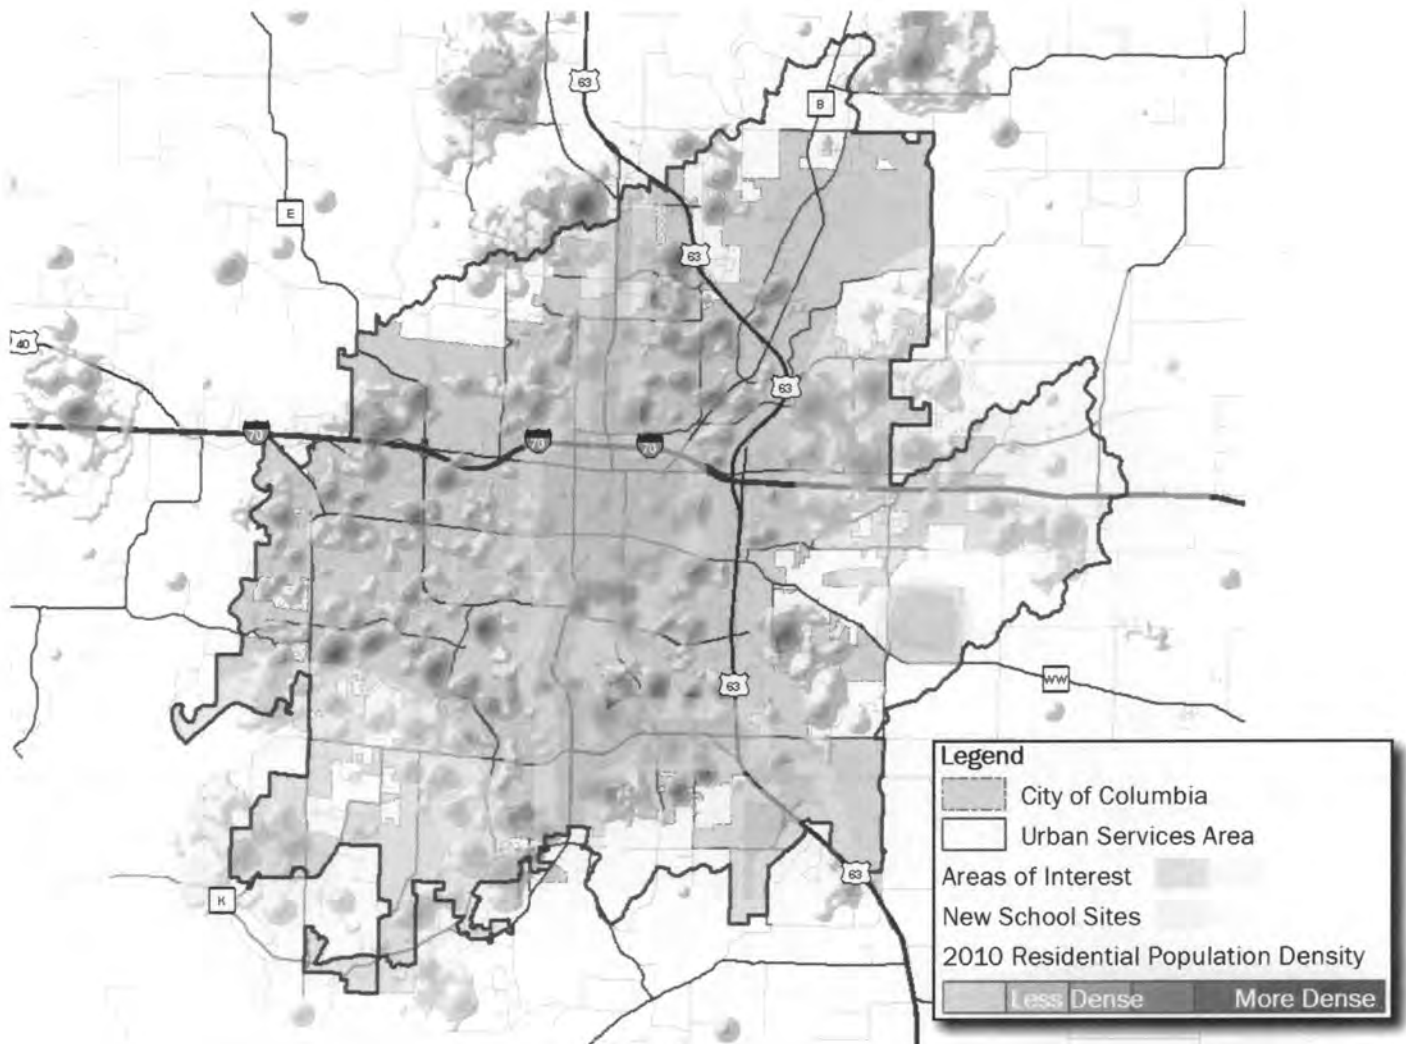 63
B
E
63
40
63
70
70
70
63
WW
63
K
Legend
City of Columbia
Urban Services Area
Areas of Interest
New School Sites
2010 Residential Population Density
Less Dense More Dense